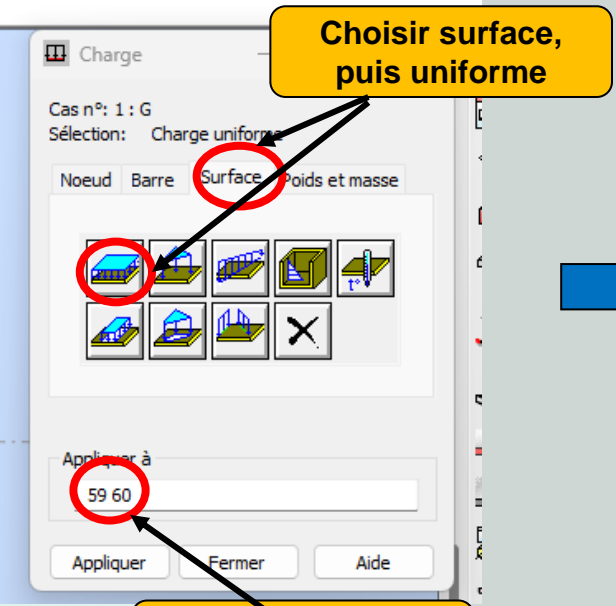 Choisir surface,
puis uniforme
Charge
Cas n°: 1 : G
Sélection: Charge uniforme
Noeud Barre Surface Poids et masse
t°
Appliquer à
59 60
Appliquer Fermer Aide